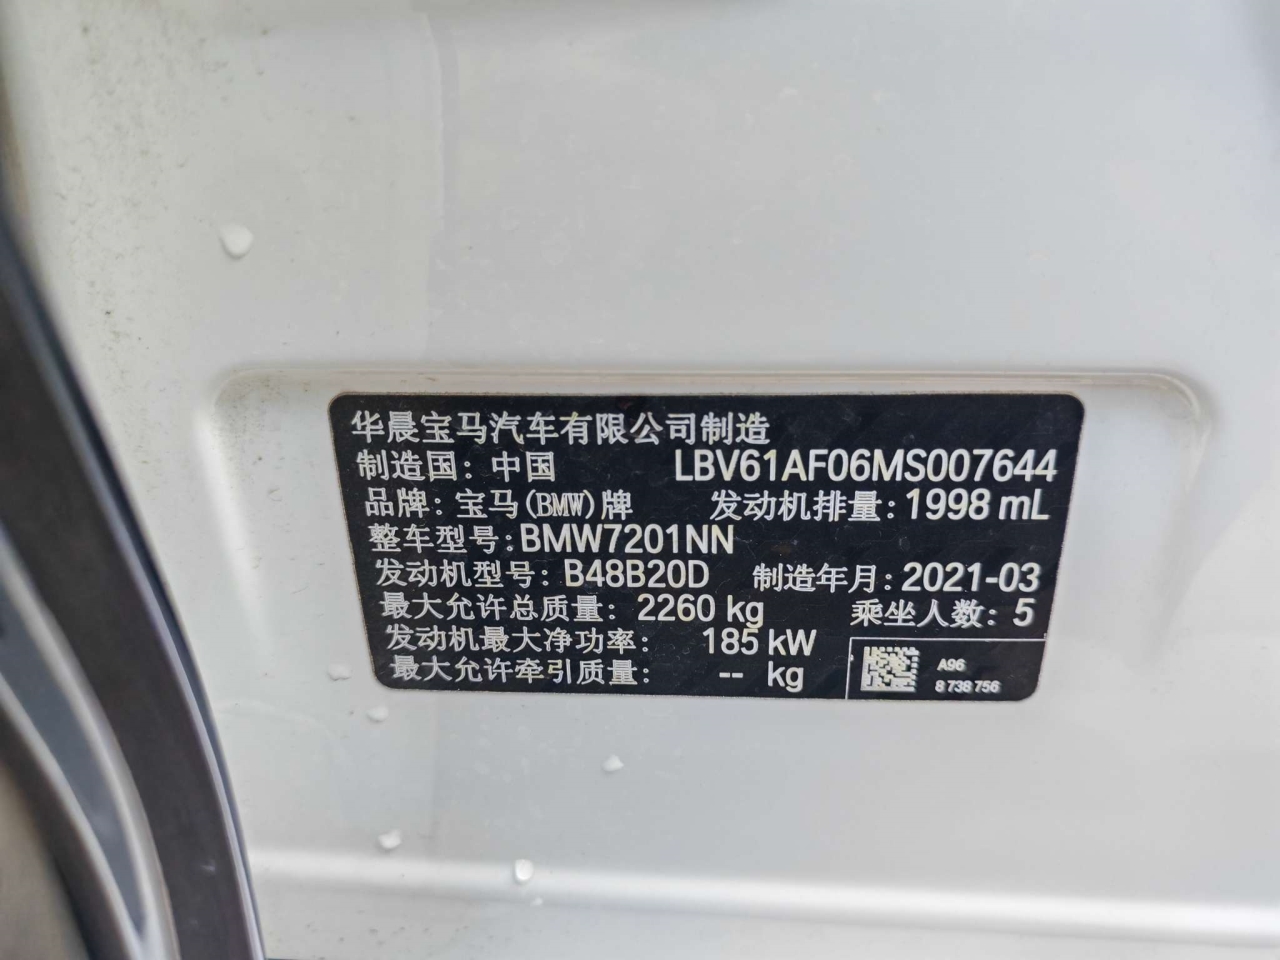 华晨宝马汽车有限公司制造
制造国: 中国 LBV61AF06MS007644
品牌: 宝马(BMW)牌 发动机排量: 1998 mL
整车型号: BMW7201NN
发动机型号: B48B20D 制造年月: 2021-03
最大允许总质量: 2260 kg 乘坐人数: 5
发动机最大净功率: 185 kW
最大允许牵引质量: -- kg
A96
8 738 756